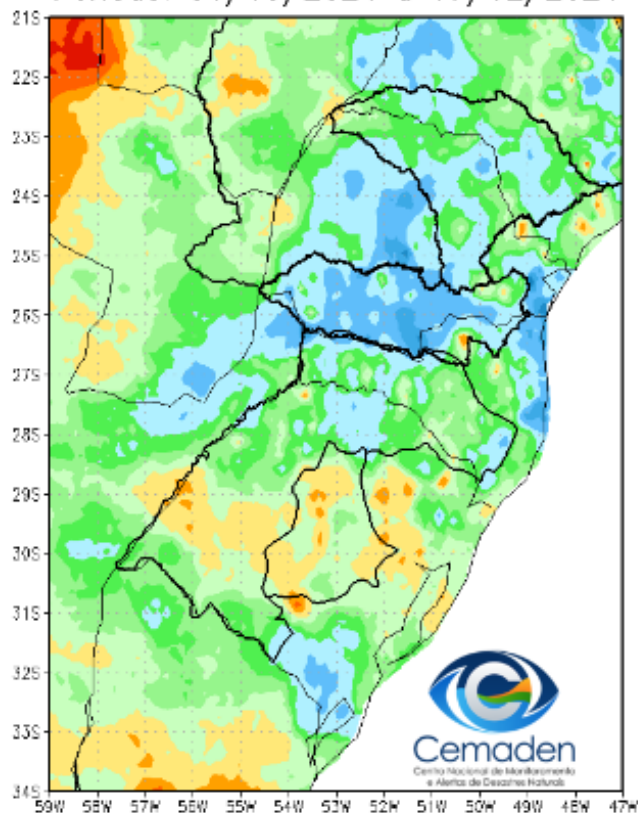 21S
22S
23S
24S
25S
26S
27S
28S
29S
30S
31S
32S
33S
34S
Cemaden
Centro Nacional de Monitoramento
e Alertas de Desastres Naturais
59W 58W 57W 56W 55W 54W 53W 52W 51W 50W 49W 48W 47W